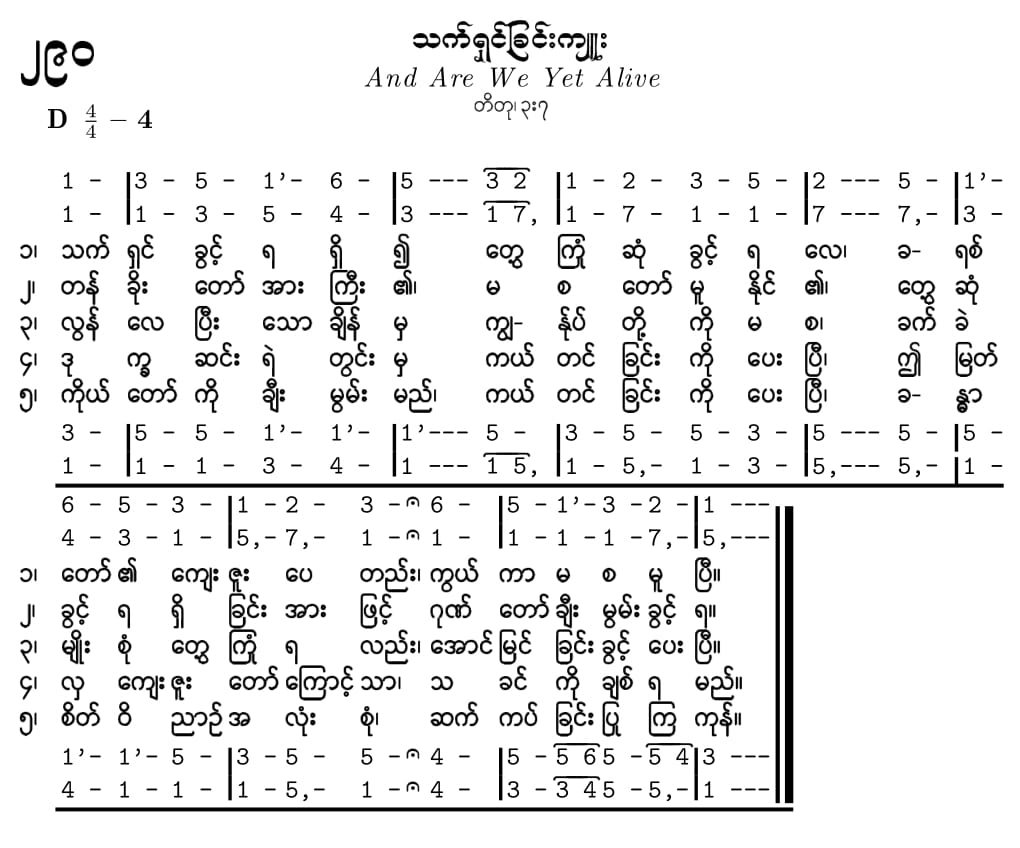 ၂၉၀
သက်ရှင်ခြင်းကျူး
And Are We Yet Alive
တိတု၊ ၃း၇
D 4/4 – 4
1 – |3 – 5 – 1’– 6 – |5 ––– 3 2 |1 – 2 – 3 – 5 – |2 ––– 5 – |1’–
1 – |1 – 3 – 5 – 4 – |3 ––– 1 7, |1 – 7 – 1 – 1 – |7 ––– 7,– |3 –
၁၊ သက် ရှင် ခွင့် ရ ရှိ ၍ တွေ့ ကြုံ ဆုံ ခွင့် ရ လေ၊ ခ– ရစ်
၂၊ တန် ခိုး တော် အား ကြီး ၏၊ မ စ တော် မူ နိုင် ၏၊ တွေ့ ဆုံ
၃၊ လွန် လေ ပြီး သော ချိန် မှ ကျွ– န်ုပ် တို့ ကို မ စ၊ ခက် ခဲ
၄၊ ဒု က္ခ ဆင်း ရဲ တွင်း မှ ကယ် တင် ခြင်း ကို ပေး ပြီ၊ ဤ မြတ်
၅၊ ကိုယ် တော် ကို ချီး မွမ်း မည်၊ ကယ် တင် ခြင်း ကို ပေး ပြီ၊ ခ– န္ဓာ
3 – |5 – 5 – 1’– 1’– |1’––– 5 – |3 – 5 – 5 – 3 – |5 ––– 5 – |5 –
1 – |1 – 1 – 3 – 4 – |1 ––– 1 5, |1 – 5,– 1 – 3 – |5,––– 5,– |1 –
6 – 5 – 3 – |1 – 2 – 3 – 6 – |5 – 1’– 3 – 2 – |1 –––
4 – 3 – 1 – |5,– 7,– 1 – 1 – |1 – 1 – 1 – 7,– |5,–––
၁၊ တော် ၏ ကျေး ဇူး ပေ တည်း၊ ကွယ် ကာ မ စ မူ ပြီ။
၂၊ ခွင့် ရ ရှိ ခြင်း အား ဖြင့် ဂုဏ် တော် ချီး မွမ်း ခွင့် ရ။
၃၊ မျိုး စုံ တွေ့ ကြုံ ရ လည်း၊ အောင် မြင် ခြင်း ခွင့် ပေး ပြီ။
၄၊ လှ ကျေး ဇူး တော် ကြောင့် သာ၊ သ ခင် ကို ချစ် ရ မည်။
၅၊ စိတ် ဝိ ညာဉ် အ လုံး စုံ၊ ဆက် ကပ် ခြင်း ပြု ကြ ကုန်။
1’– 1’– 5 – |3 – 5 – 5 – 4 – |5 – 5 6 5 – 5 4 |3 –––
4 – 1 – 1 – |1 – 5,– 1 – 4 – |3 – 3 4 5 – 5,– |1 –––